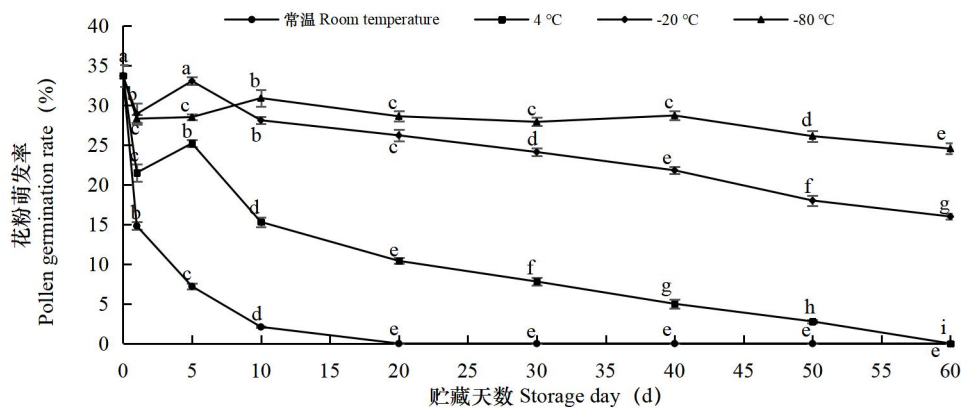 常温 Room temperature 4 ℃ -20 ℃ -80 ℃
40
35
30
25
20
15
10
5
0
花粉萌发率
Pollen germination rate (%)
a
b c b c
a c b c
b b d d
c c e e
c d f e
c e g e
d f h e
e g i e
0 5 10 15 20 25 30 35 40 45 50 55 60
贮藏天数 Storage day (d)